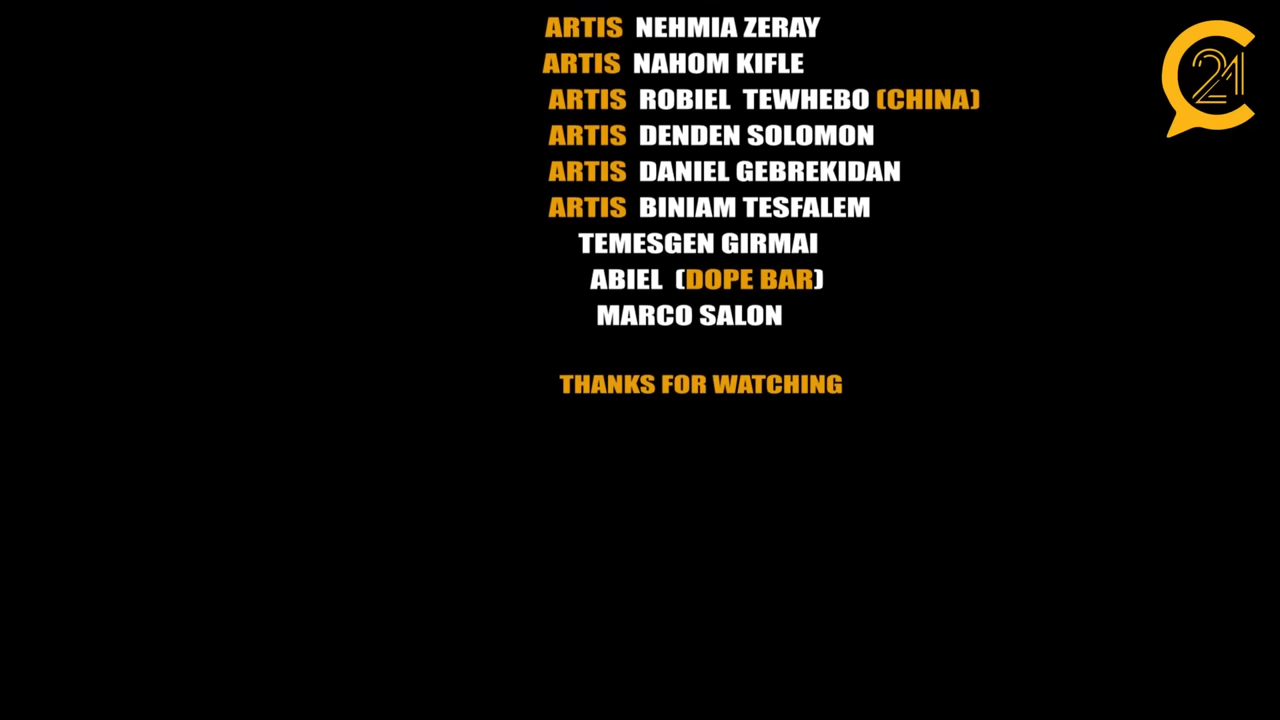 ARTIS NEHMIA ZERAY
ARTIS NAHOM KIFLE
ARTIS ROBIEL TEWHEBO (CHINA)
ARTIS DENDEN SOLOMON
ARTIS DANIEL GEBREKIDAN
ARTIS BINIAM TESFALEM
TEMESGEN GIRMAI
ABIEL (DOPE BAR)
MARCO SALON
THANKS FOR WATCHING
C21